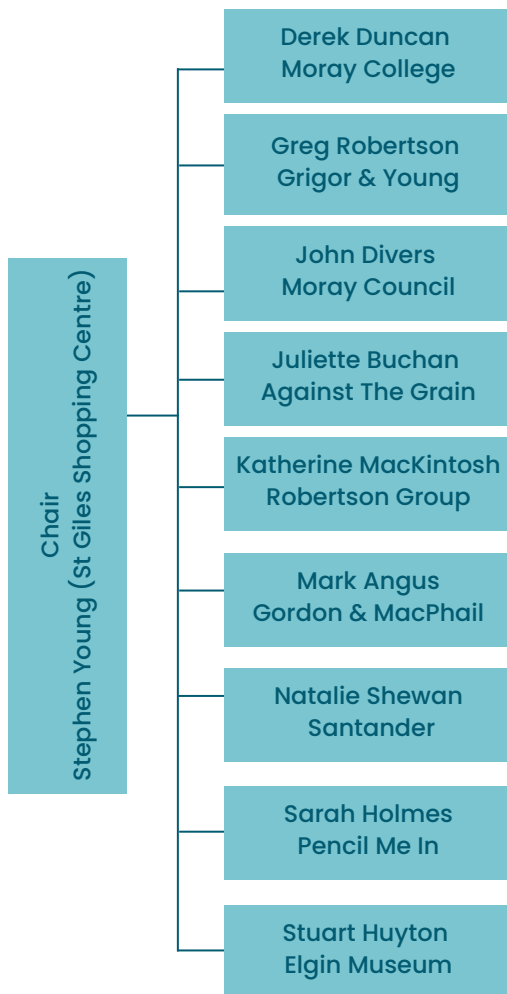 Chair
Stephen Young (St Giles Shopping Centre)
Derek Duncan
Moray College
Greg Robertson
Grigor & Young
John Divers
Moray Council
Juliette Buchan
Against The Grain
Katherine MacKintosh
Robertson Group
Mark Angus
Gordon & MacPhail
Natalie Shewan
Santander
Sarah Holmes
Pencil Me In
Stuart Huyton
Elgin Museum